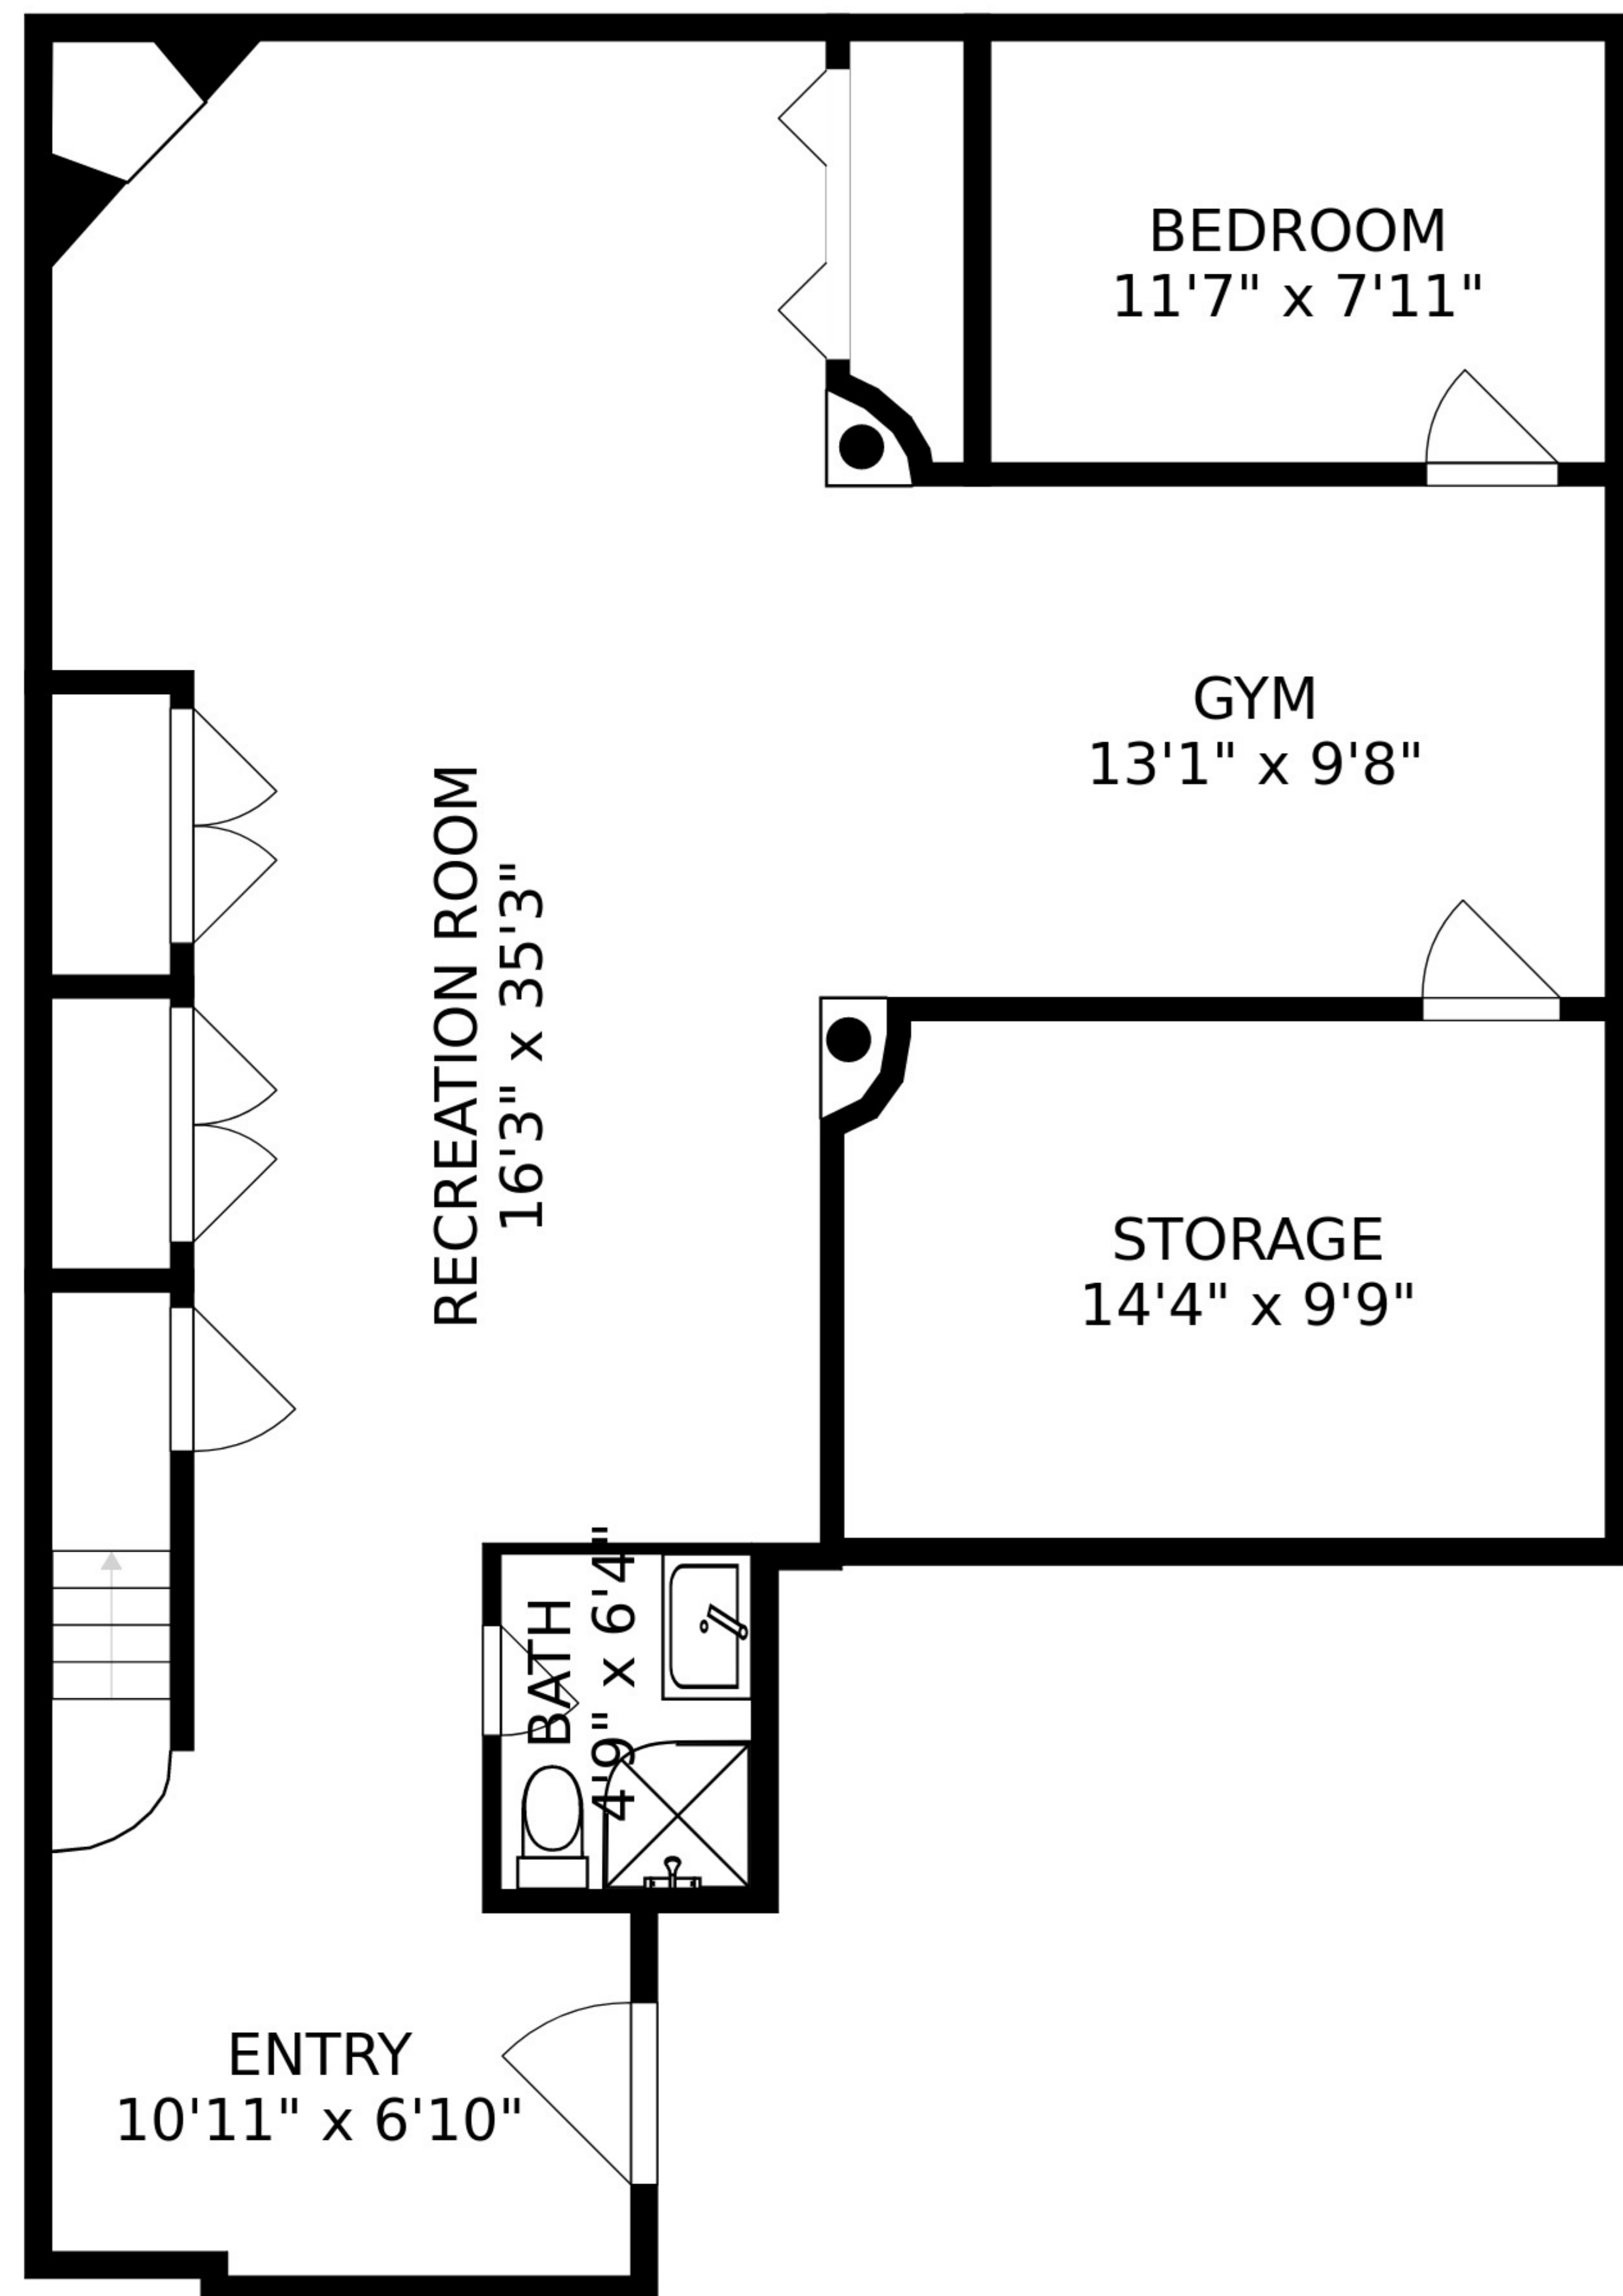 BEDROOM
11'7" x 7'11"
GYM
13'1" x 9'8"
RECREATION ROOM
16'3" x 35'3"
STORAGE
14'4" x 9'9"
BATH
4'9" x 6'4"
ENTRY
10'11" x 6'10"